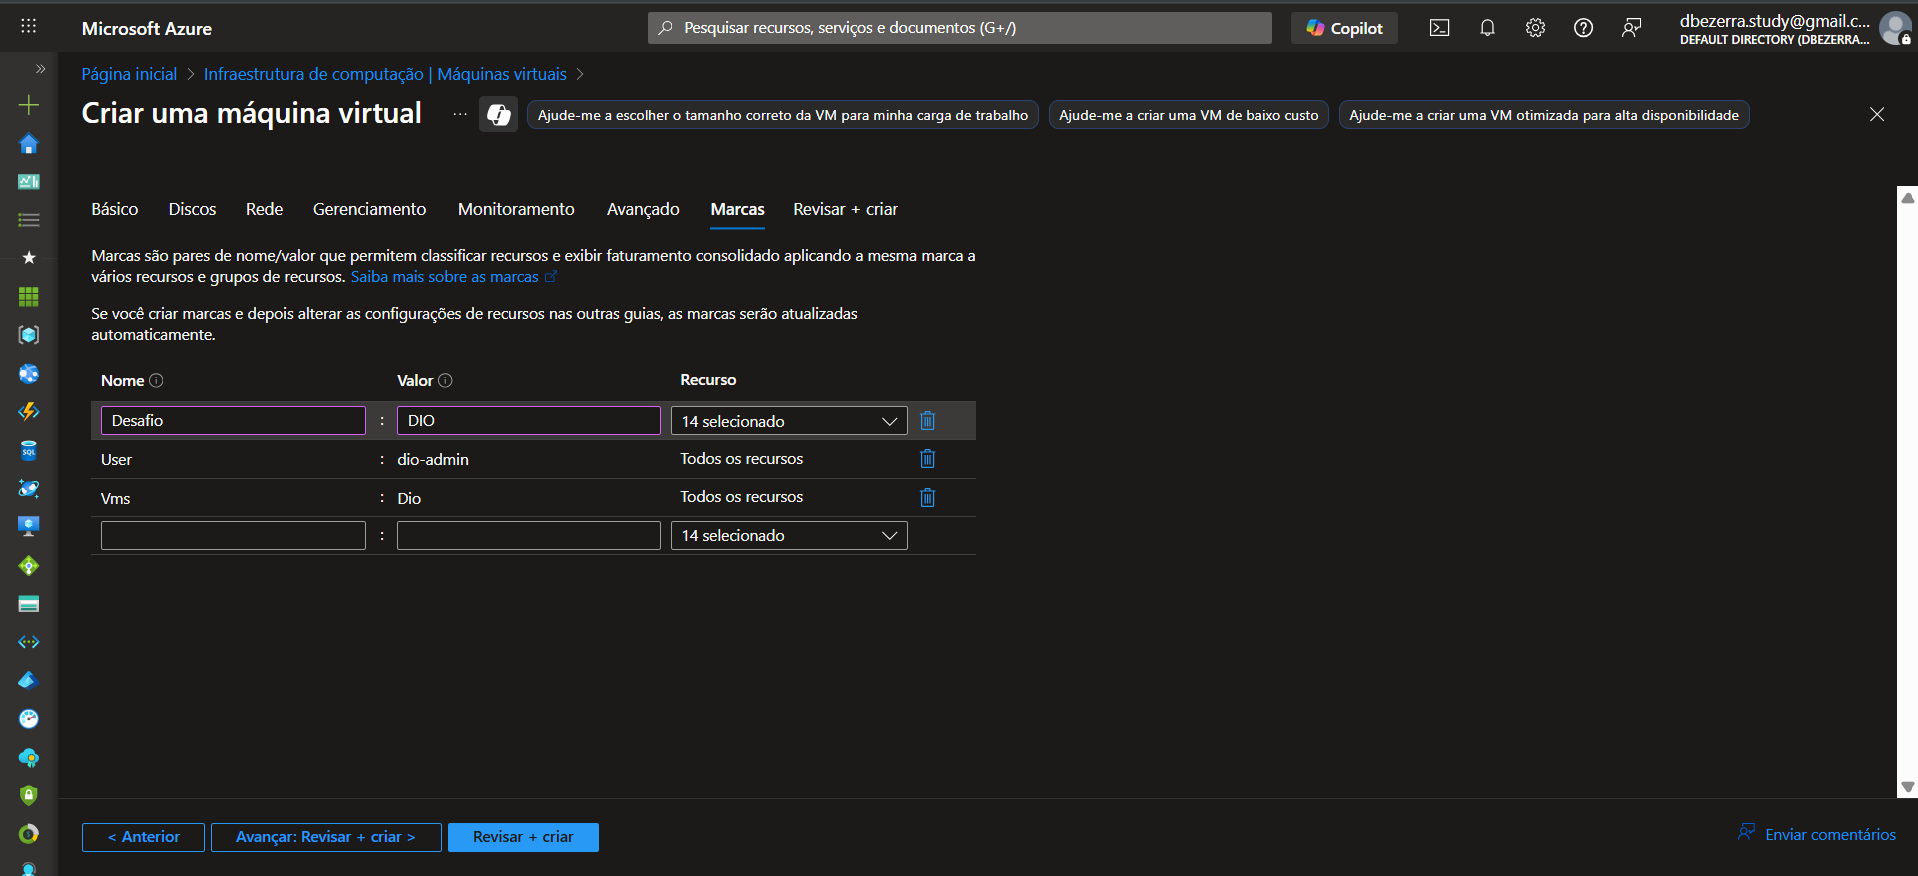 Microsoft Azure
Pesquisar recursos, serviços e documentos (G+/)
Copilot
dbezerra.study@gmail.c...
DEFAULT DIRECTORY (DBEZERRA...
Página inicial > Infraestrutura de computação | Máquinas virtuais >
Criar uma máquina virtual ...
Ajude-me a escolher o tamanho correto da VM para minha carga de trabalho
Ajude-me a criar uma VM de baixo custo
Ajude-me a criar uma VM otimizada para alta disponibilidade
Básico Discos Rede Gerenciamento Monitoramento Avançado Marcas Revisar + criar
Marcas são pares de nome/valor que permitem classificar recursos e exibir faturamento consolidado aplicando a mesma marca a
vários recursos e grupos de recursos. Saiba mais sobre as marcas
Se você criar marcas e depois alterar as configurações de recursos nas outras guias, as marcas serão atualizadas
automaticamente.
Nome Valor Recurso
Desafio : DIO 14 selecionado
User : dio-admin Todos os recursos
Vms : Dio Todos os recursos
: 14 selecionado
SQL
< Anterior
Avançar: Revisar + criar >
Revisar + criar
Enviar comentários